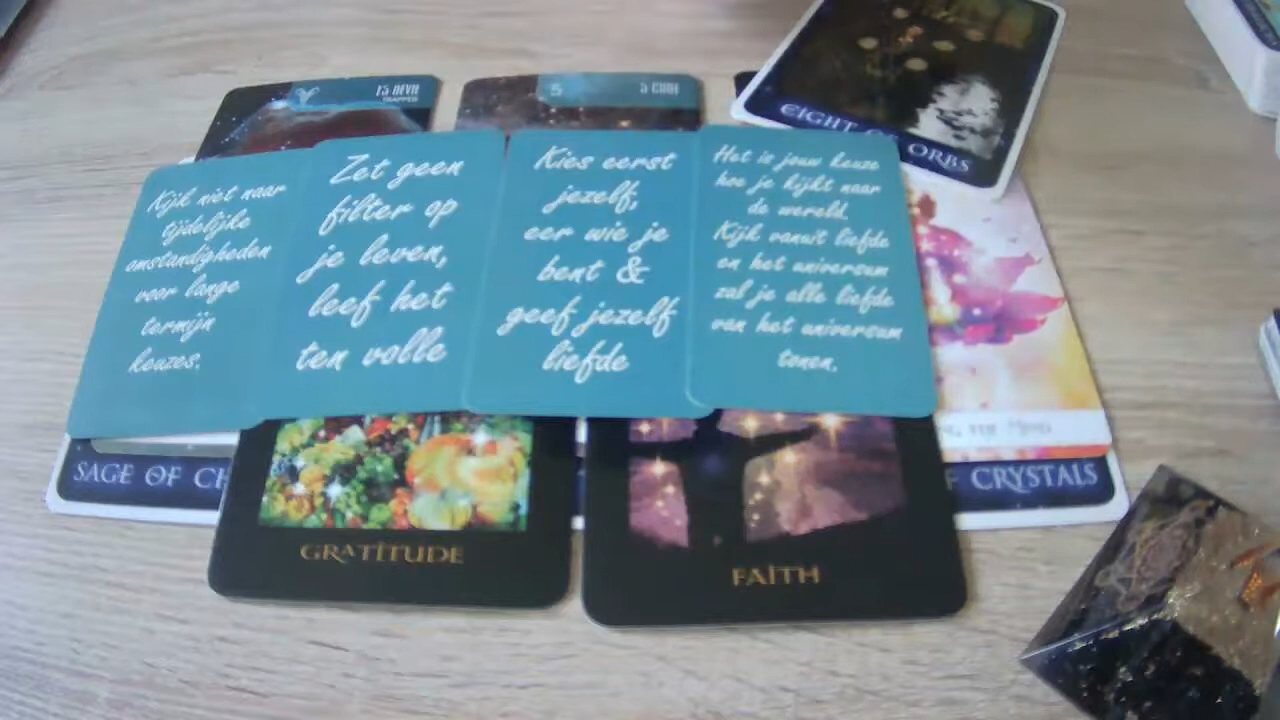 15 DEVIL
TRAPPER
5
EIGHT OF ORBS
Kijk niet naar
tijdelijke
omstandigheden
voor lange
termijn
keuzes.
Zet geen
filter op
je leven,
leef het
ten volle
Kies eerst
jezelf,
eer wie je
bent &
geef jezelf
liefde
Het is jouw keuze
hoe je kijkt naar
de wereld.
Kijk vanuit liefde
en het universum
zal je alle liefde
van het universum
tonen.
SAGE OF
CRYSTALS
GRATITUDE
FAITH